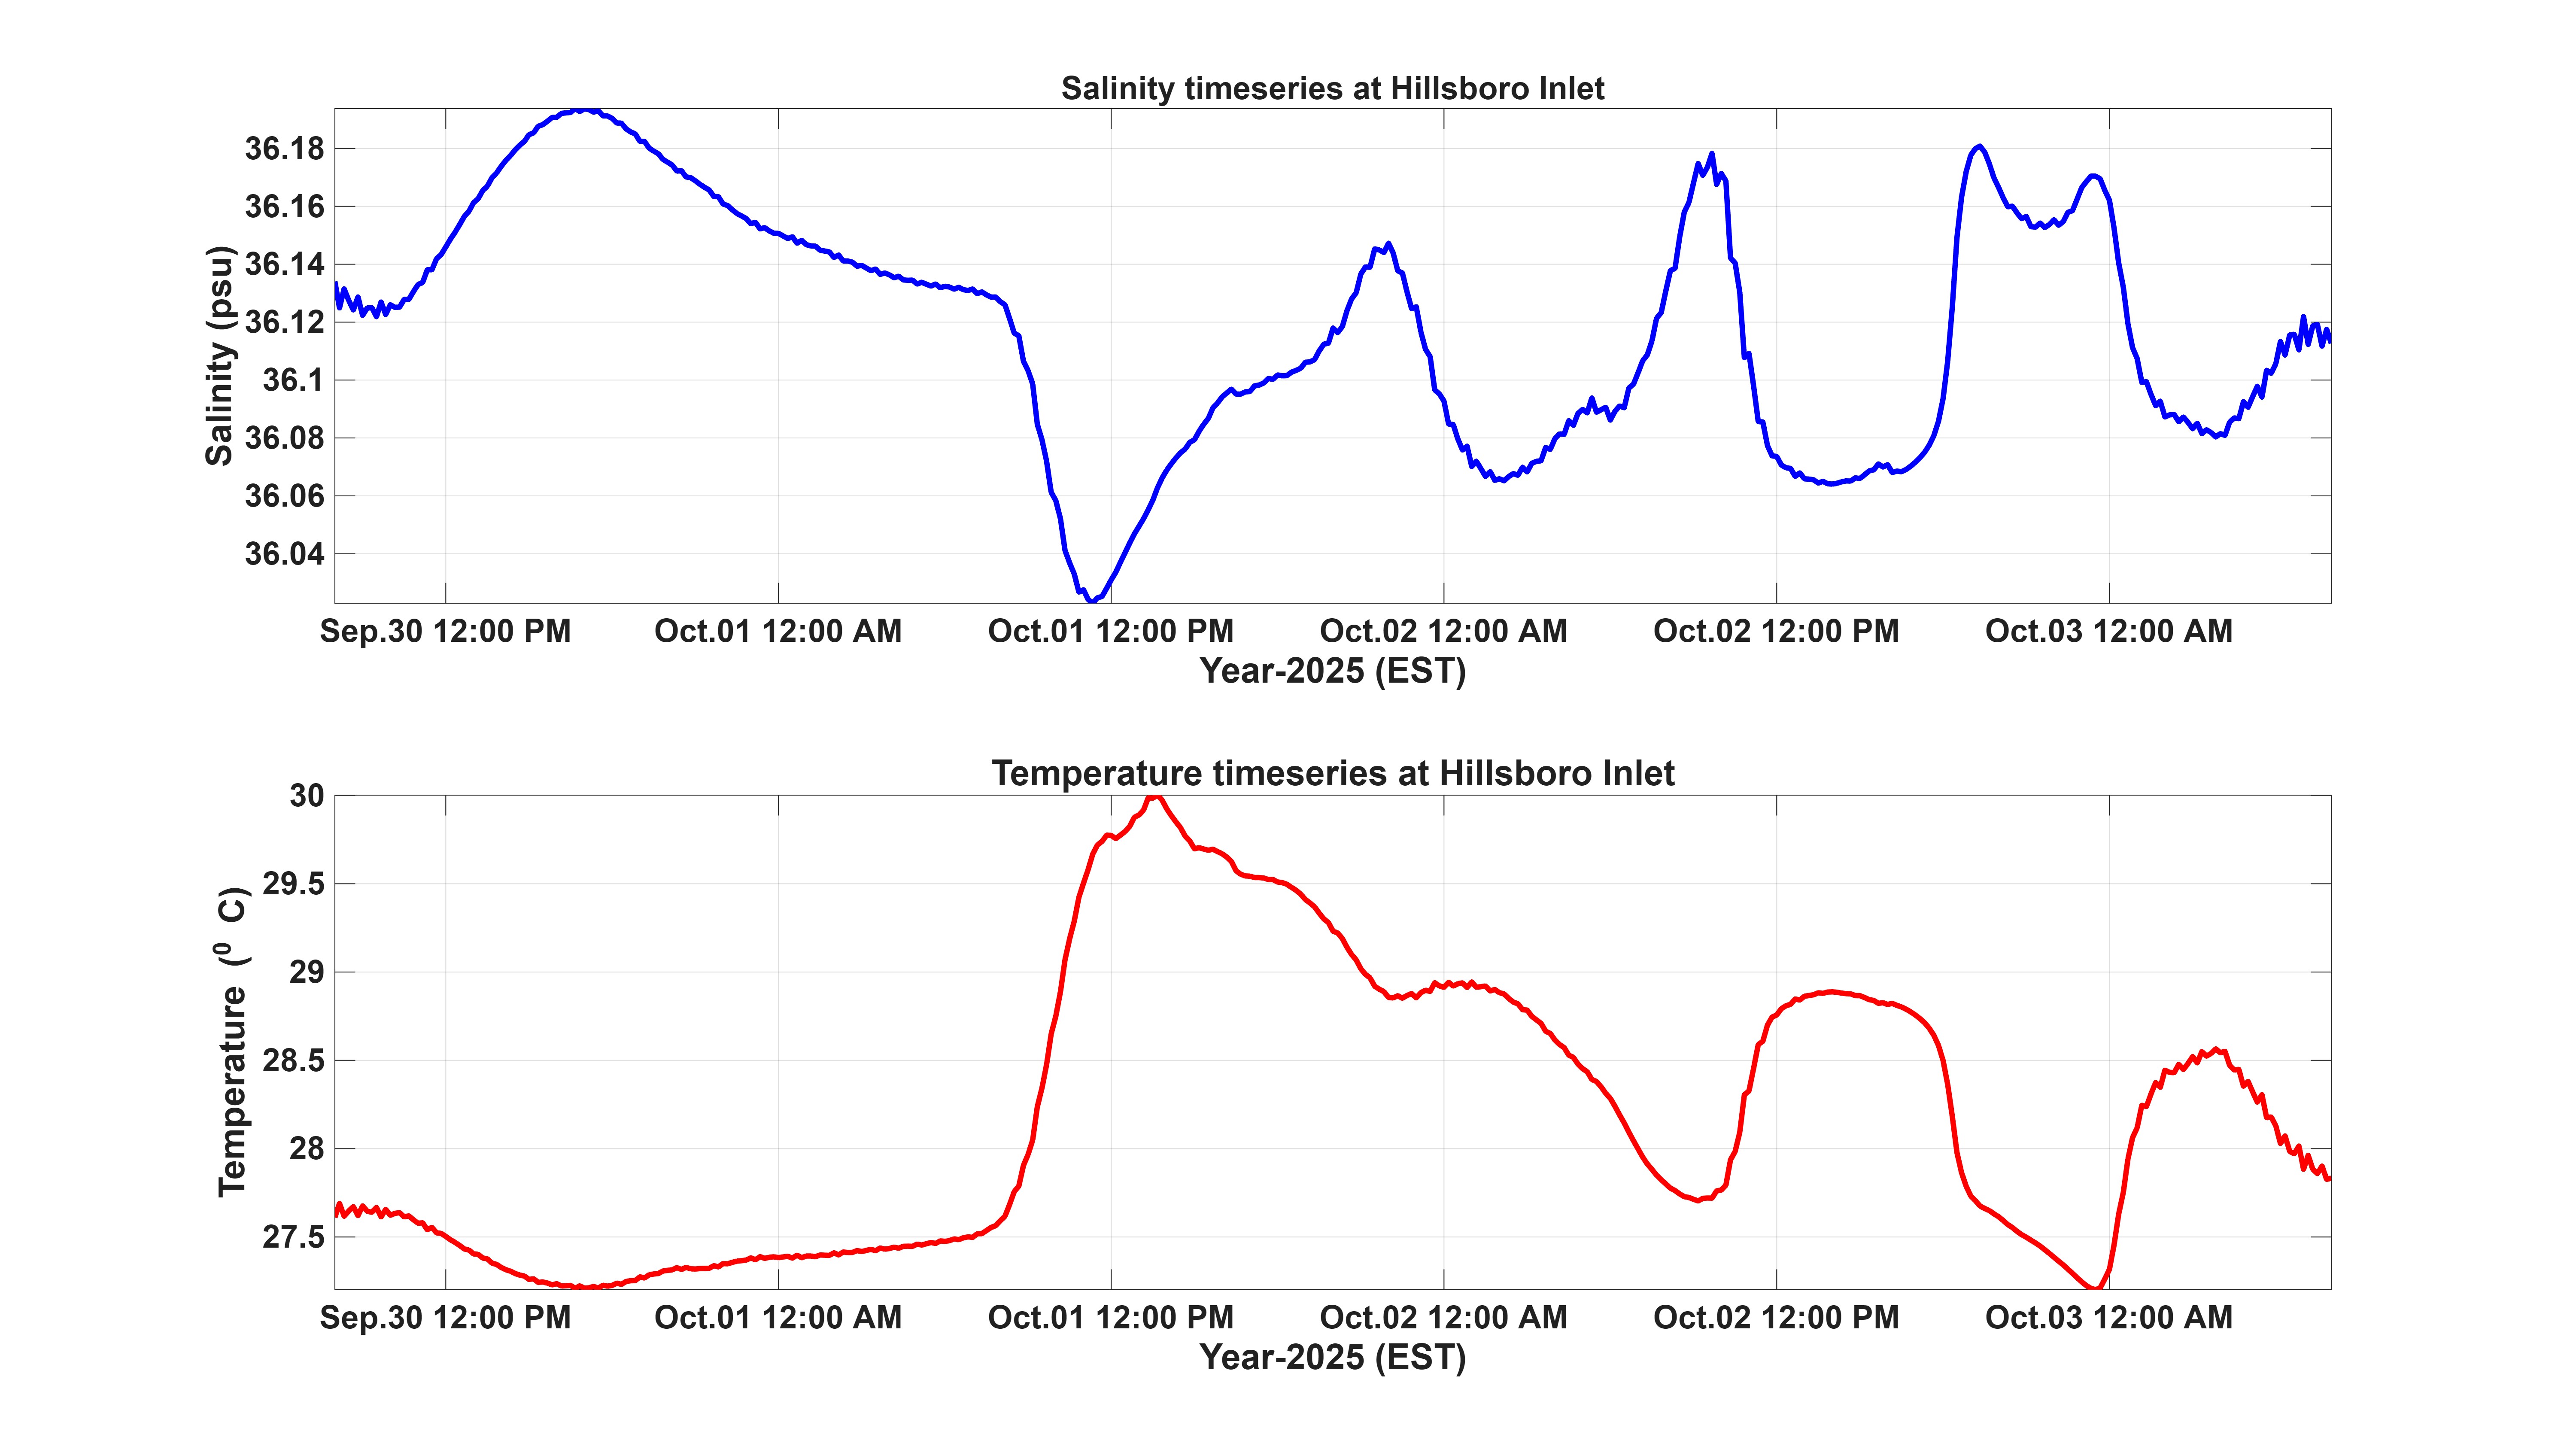 Salinity timeseries at Hillsboro Inlet
Salinity (psu)
36.18
36.16
36.14
36.12
36.1
36.08
36.06
36.04
Sep.30 12:00 PM Oct.01 12:00 AM Oct.01 12:00 PM Oct.02 12:00 AM Oct.02 12:00 PM Oct.03 12:00 AM
Year-2025 (EST)
Temperature timeseries at Hillsboro Inlet
Temperature (⁰ C)
30
29.5
29
28.5
28
27.5
Sep.30 12:00 PM Oct.01 12:00 AM Oct.01 12:00 PM Oct.02 12:00 AM Oct.02 12:00 PM Oct.03 12:00 AM
Year-2025 (EST)